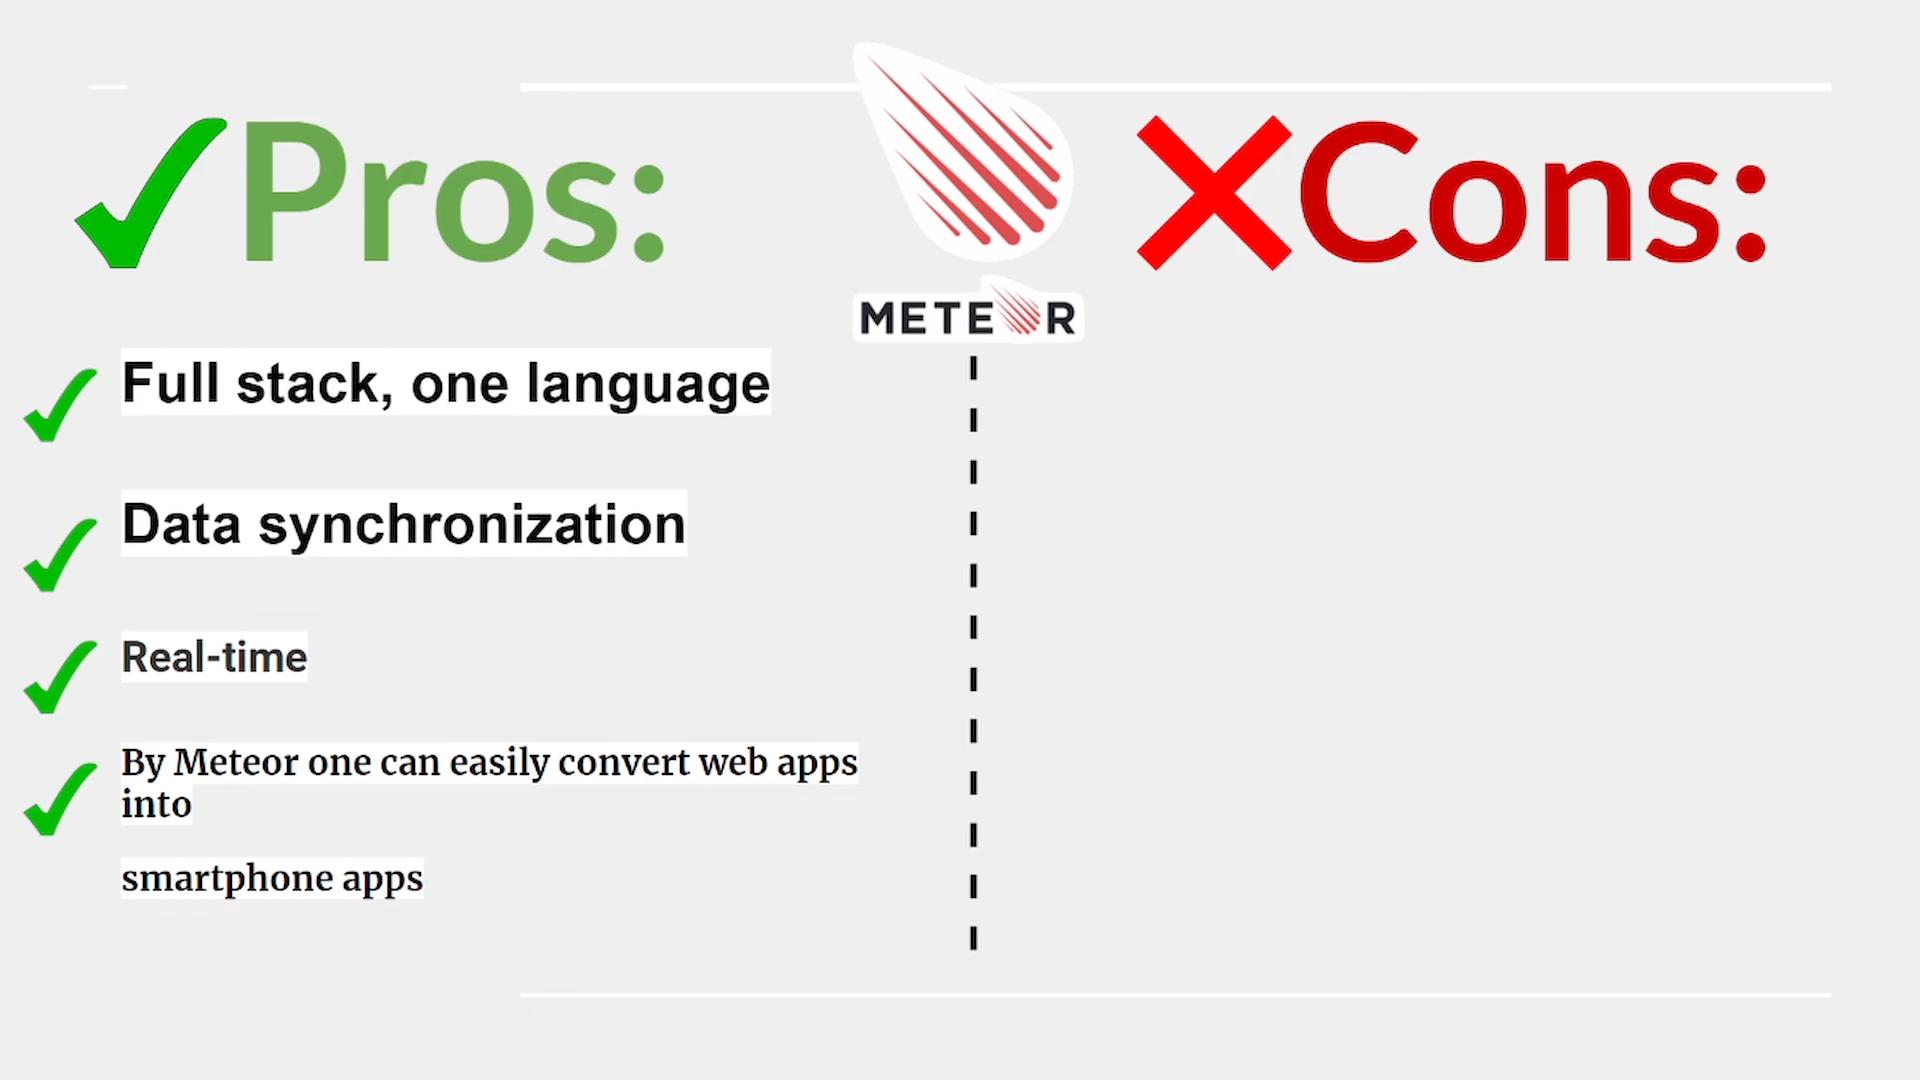 Pros:
Cons:
METEOR
Full stack, one language
Data synchronization
Real-time
By Meteor one can easily convert web apps
into
smartphone apps